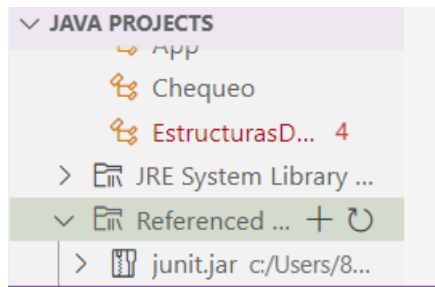 JAVA PROJECTS
App
Chequeo
EstructurasD... 4
JRE System Library ...
Referenced ...
junit.jar c:/Users/8...